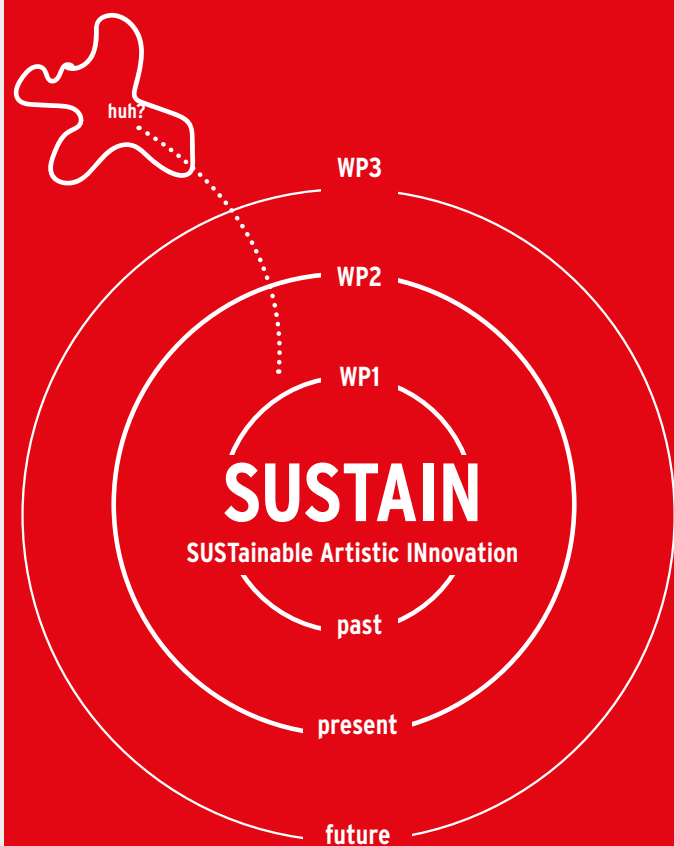 huh?
WP3
WP2
WP1
SUSTAIN
SUSTainable Artistic INnovation
past
present
future